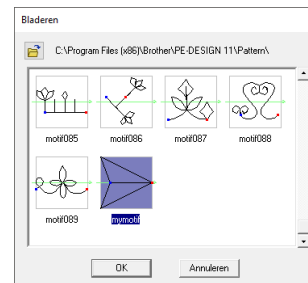 Bladeren
C:\Program Files (x86)\Brother\PE-DESIGN 11\Pattern\
motif085 motif086 motif087 motif088
motif089 mymotif
OK Annuleren